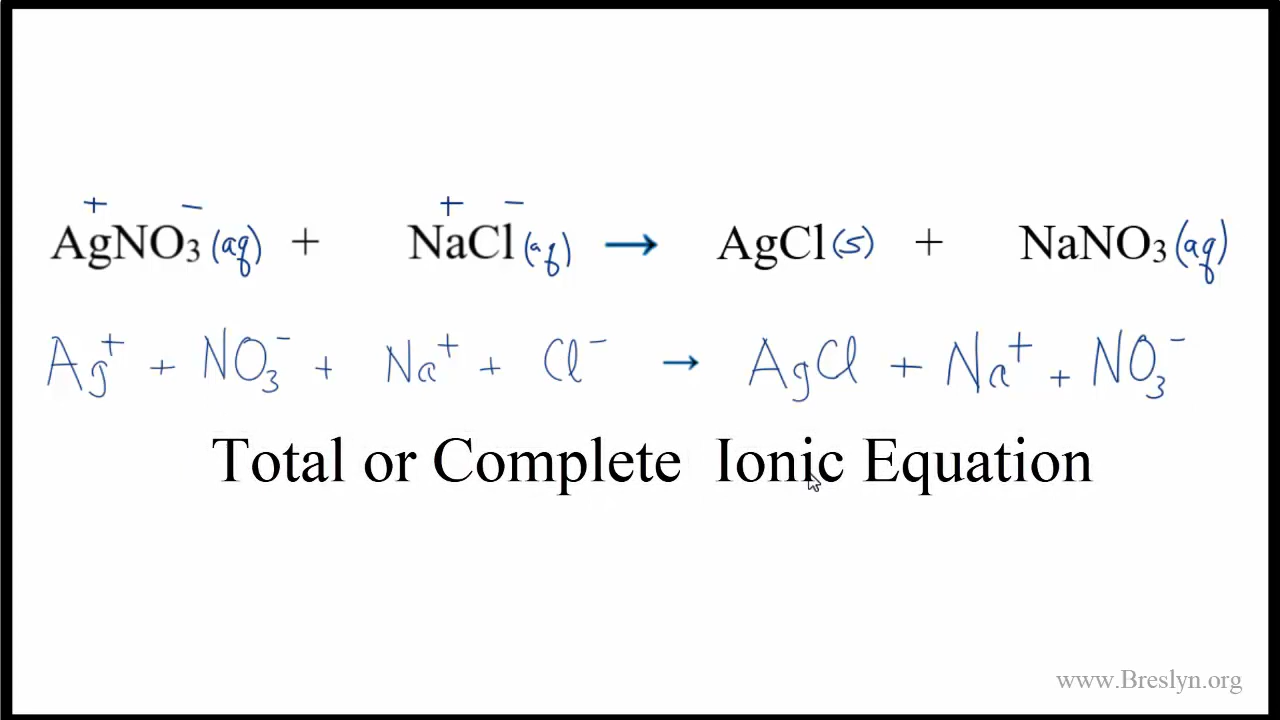 + − + −
AgNO₃(aq) + NaCl(aq) → AgCl(s) + NaNO₃(aq)
Ag⁺ + NO₃⁻ + Na⁺ + Cl⁻ → AgCl + Na⁺ + NO₃⁻
Total or Complete Ionic Equation
www.Breslyn.org